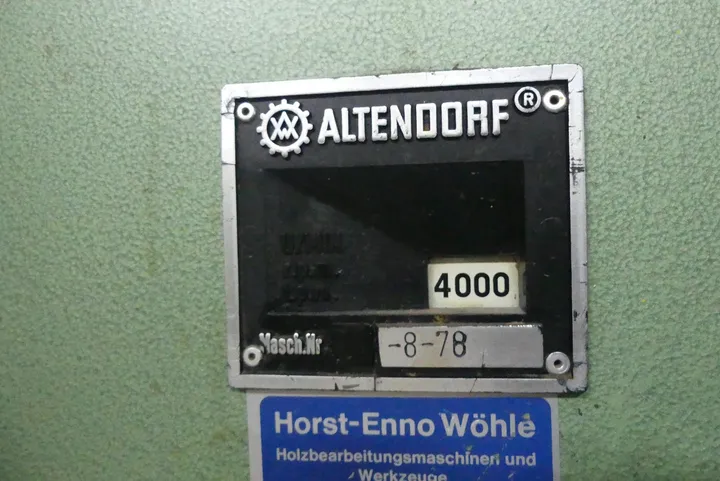 ALTENDORF®
4000
Masch.Nr -8-78
Horst-Enno Wöhle
Holzbearbeitungsmaschinen und
Werkzeuge